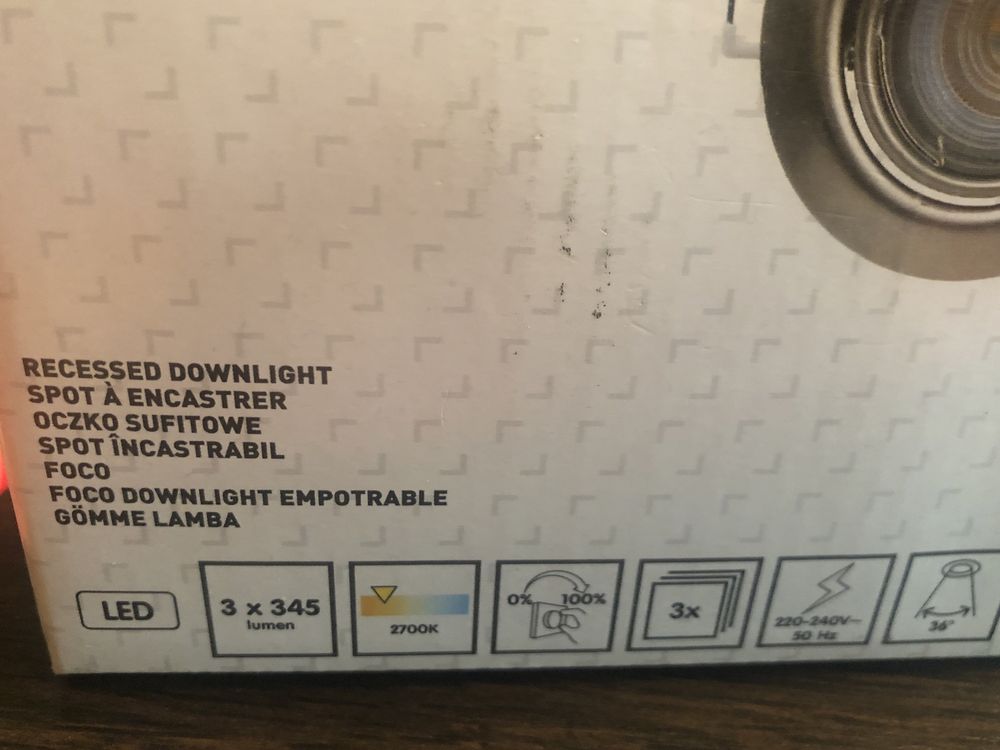 RECESSED DOWNLIGHT
SPOT À ENCASTRER
OCZKO SUFITOWE
SPOT ÎNCASTRABIL
FOCO
FOCO DOWNLIGHT EMPOTRABLE
GÖMME LAMBA
LED
3 x 345
lumen
2700K
0% 100%
3x
220-240V~
50 Hz
36°